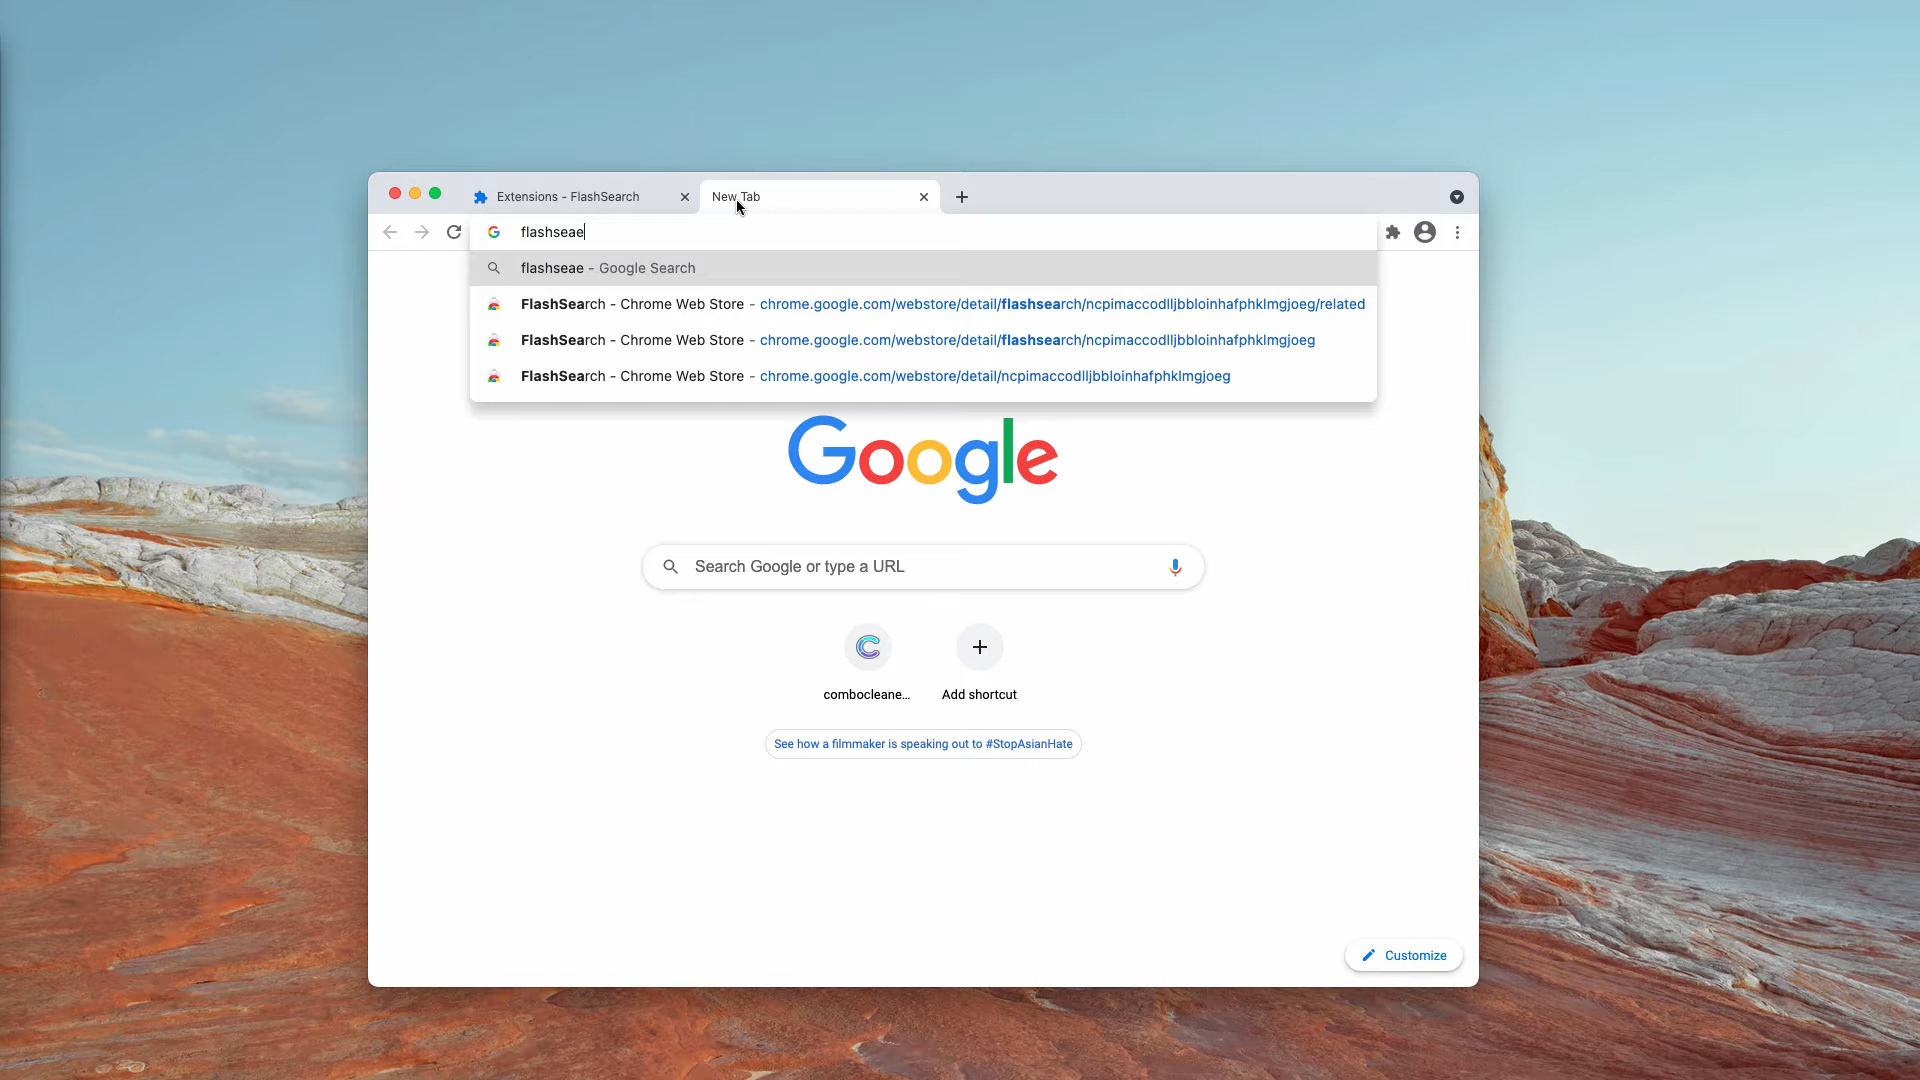 Extensions - FlashSearch
New Tab
flashseae
flashseae - Google Search
FlashSearch - Chrome Web Store - chrome.google.com/webstore/detail/flashsearch/ncpimaccodlljbbloinhafphklmgjoeg/related
FlashSearch - Chrome Web Store - chrome.google.com/webstore/detail/flashsearch/ncpimaccodlljbbloinhafphklmgjoeg
FlashSearch - Chrome Web Store - chrome.google.com/webstore/detail/ncpimaccodlljbbloinhafphklmgjoeg
Google
Search Google or type a URL
combocleane... Add shortcut
See how a filmmaker is speaking out to #StopAsianHate
Customize